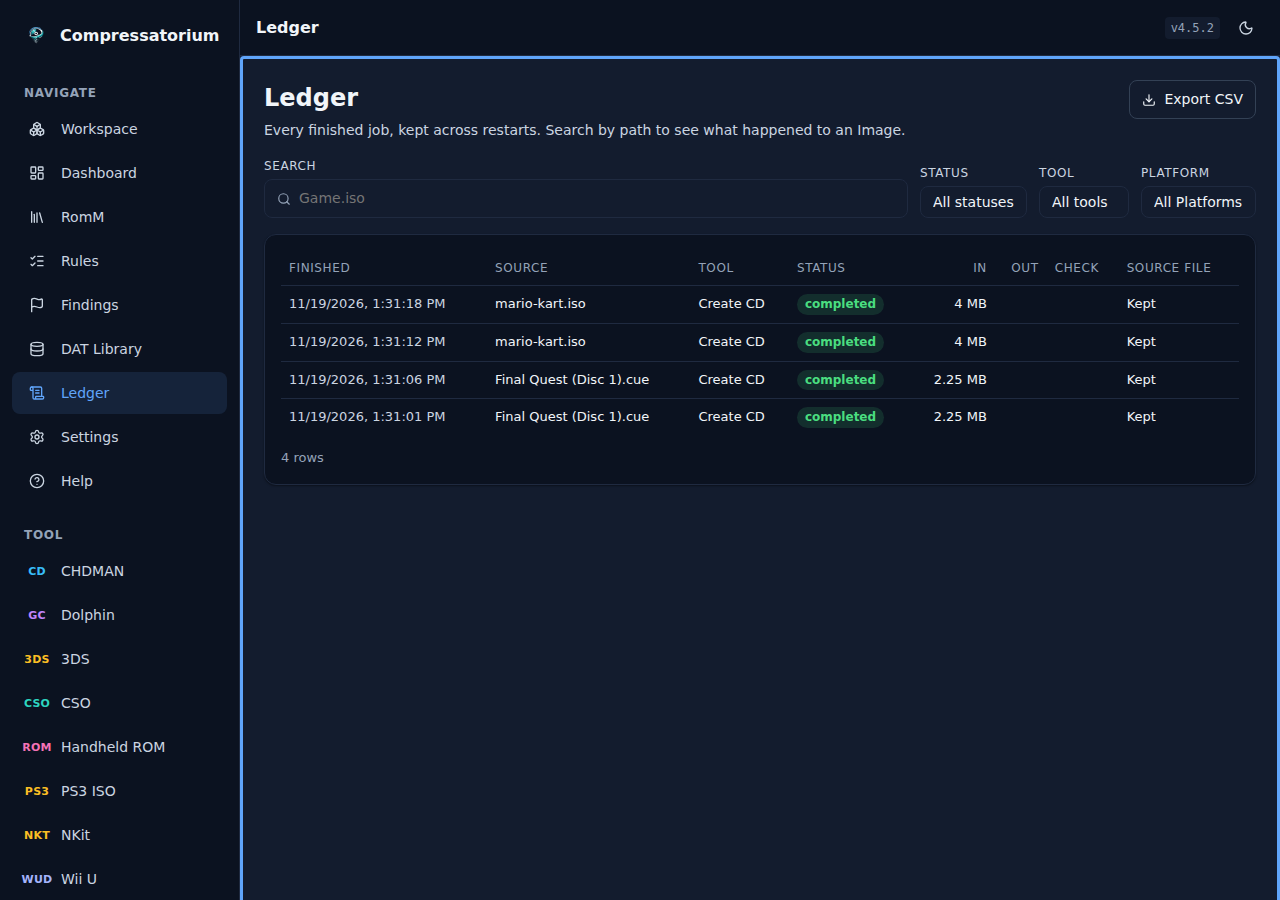 Compressatorium
NAVIGATE
Workspace
Dashboard
RomM
Rules
Findings
DAT Library
Ledger
Settings
Help
TOOL
CD CHDMAN
GC Dolphin
3DS 3DS
CSO CSO
ROM Handheld ROM
PS3 PS3 ISO
NKT NKit
WUD Wii U
Ledger
v4.5.2
Ledger
Export CSV
Every finished job, kept across restarts. Search by path to see what happened to an Image.
SEARCH
Game.iso
STATUS
All statuses
TOOL
All tools
PLATFORM
All Platforms
FINISHED SOURCE TOOL STATUS IN OUT CHECK SOURCE FILE
11/19/2026, 1:31:18 PM mario-kart.iso Create CD completed 4 MB Kept
11/19/2026, 1:31:12 PM mario-kart.iso Create CD completed 4 MB Kept
11/19/2026, 1:31:06 PM Final Quest (Disc 1).cue Create CD completed 2.25 MB Kept
11/19/2026, 1:31:01 PM Final Quest (Disc 1).cue Create CD completed 2.25 MB Kept
4 rows